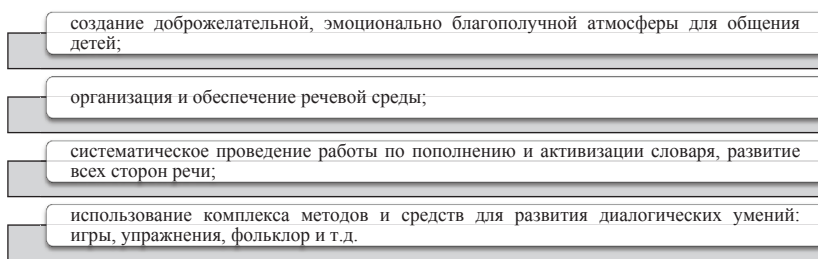 создание доброжелательной, эмоционально благополучной атмосферы для общения
детей;
организация и обеспечение речевой среды;
систематическое проведение работы по пополнению и активизации словаря, развитие
всех сторон речи;
использование комплекса методов и средств для развития диалогических умений:
игры, упражнения, фольклор и т.д.